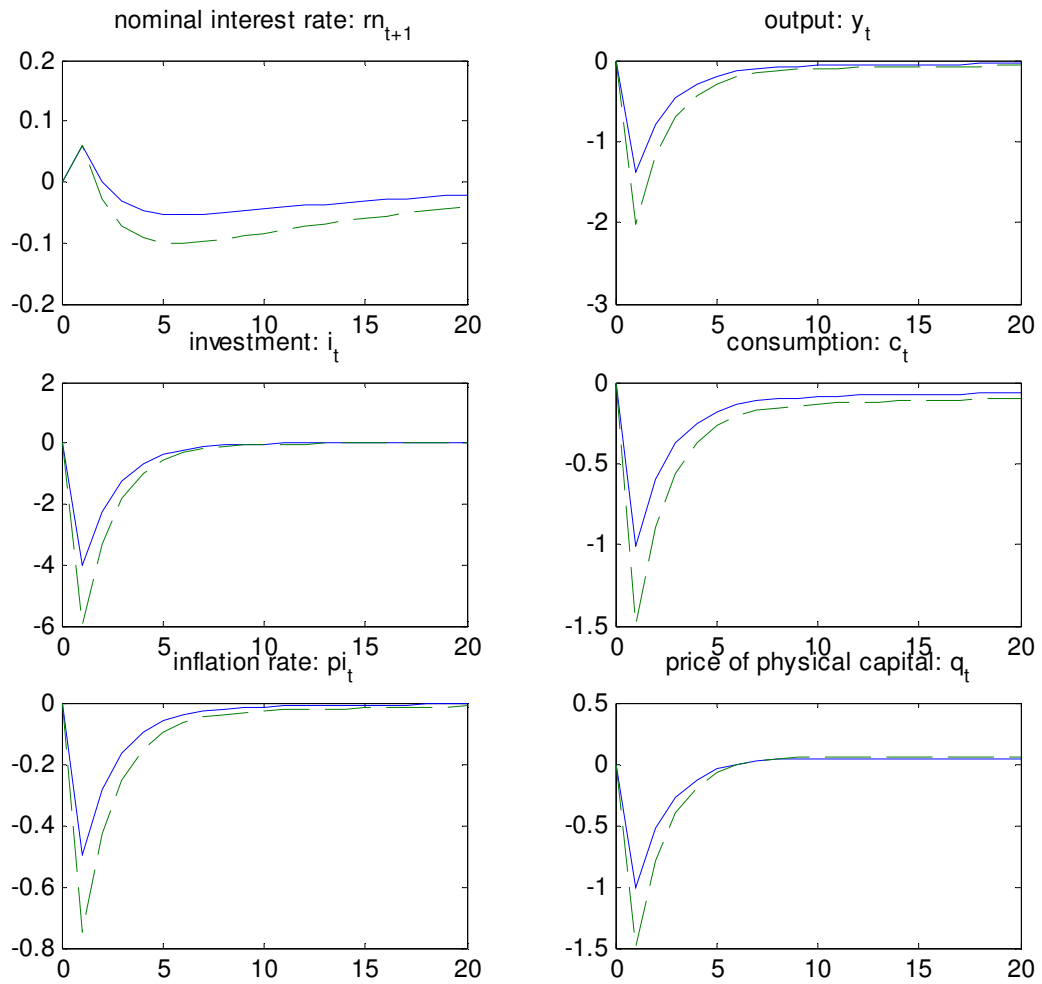 nominal interest rate: rn_{t+1}
0.2
0.1
0
-0.1
-0.2
0 5 10 15 20
output: y_t
0
-1
-2
-3
0 5 10 15 20
investment: i_t
2
0
-2
-4
-6
0 5 10 15 20
consumption: c_t
0
-0.5
-1
-1.5
0 5 10 15 20
inflation rate: pi_t
0
-0.2
-0.4
-0.6
-0.8
0 5 10 15 20
price of physical capital: q_t
0.5
0
-0.5
-1
-1.5
0 5 10 15 20